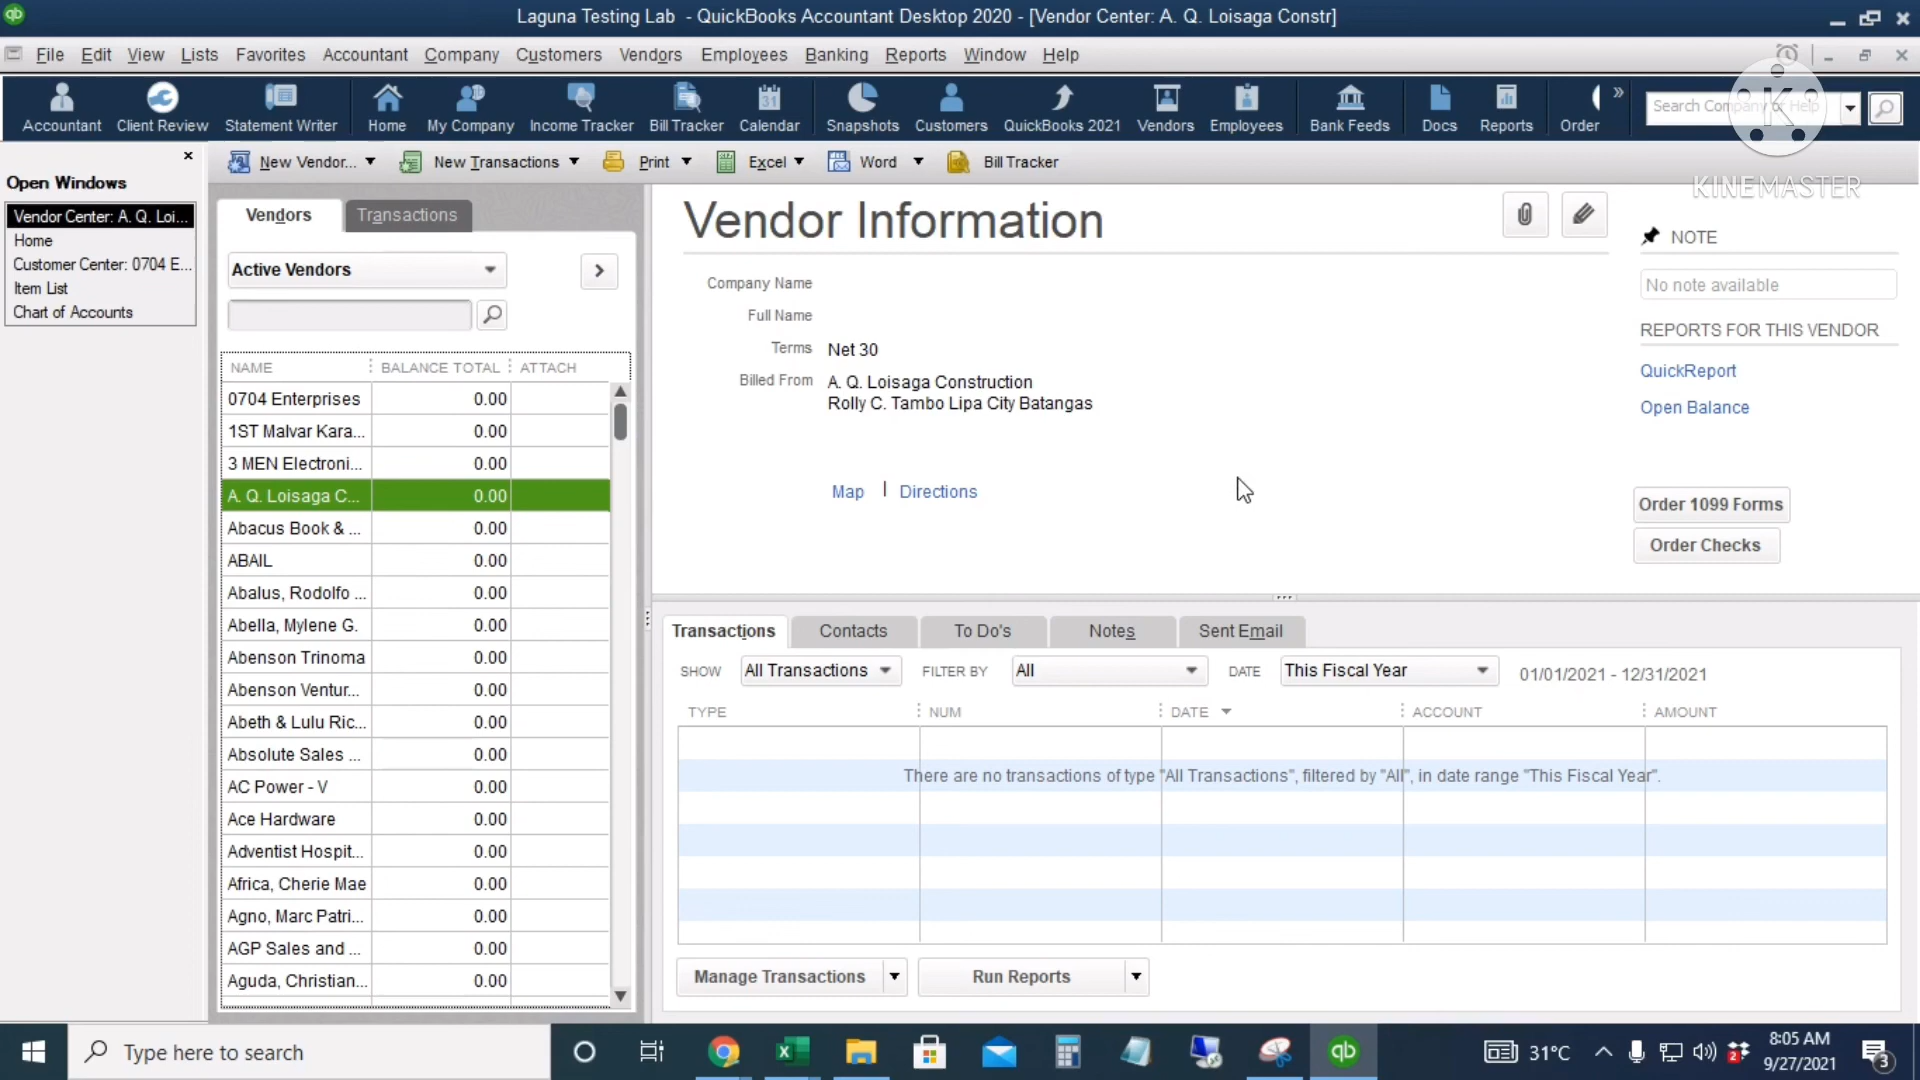 qb Laguna Testing Lab - QuickBooks Accountant Desktop 2020 - [Vendor Center: A. Q. Loisaga Constr]
File Edit View Lists Favorites Accountant Company Customers Vendors Employees Banking Reports Window Help
Accountant Client Review Statement Writer Home My Company Income Tracker Bill Tracker Calendar Snapshots Customers QuickBooks 2021 Vendors Employees Bank Feeds Docs Reports Order » Search Company or Help
K
KINEMASTER
New Vendor... New Transactions Print Excel Word Bill Tracker
Open Windows
Vendor Center: A. Q. Loi...
Home
Customer Center: 0704 E...
Item List
Chart of Accounts
Vendors Transactions
Active Vendors
NAME BALANCE TOTAL ATTACH
0704 Enterprises 0.00
1ST Malvar Kara... 0.00
3 MEN Electroni... 0.00
A. Q. Loisaga C... 0.00
Abacus Book & ... 0.00
ABAIL 0.00
Abalus, Rodolfo ... 0.00
Abella, Mylene G. 0.00
Abenson Trinoma 0.00
Abenson Ventur... 0.00
Abeth & Lulu Ric... 0.00
Absolute Sales ... 0.00
AC Power - V 0.00
Ace Hardware 0.00
Adventist Hospit... 0.00
Africa, Cherie Mae 0.00
Agno, Marc Patri... 0.00
AGP Sales and ... 0.00
Aguda, Christian... 0.00
Vendor Information
Company Name
Full Name
Terms Net 30
Billed From A. Q. Loisaga Construction
Rolly C. Tambo Lipa City Batangas
Map | Directions
NOTE
No note available
REPORTS FOR THIS VENDOR
QuickReport
Open Balance
Order 1099 Forms
Order Checks
Transactions Contacts To Do's Notes Sent Email
SHOW All Transactions FILTER BY All DATE This Fiscal Year 01/01/2021 - 12/31/2021
TYPE NUM DATE ACCOUNT AMOUNT
There are no transactions of type "All Transactions", filtered by "All", in date range "This Fiscal Year".
Manage Transactions Run Reports
Type here to search
qb
31°C
2
8:05 AM
9/27/2021
3